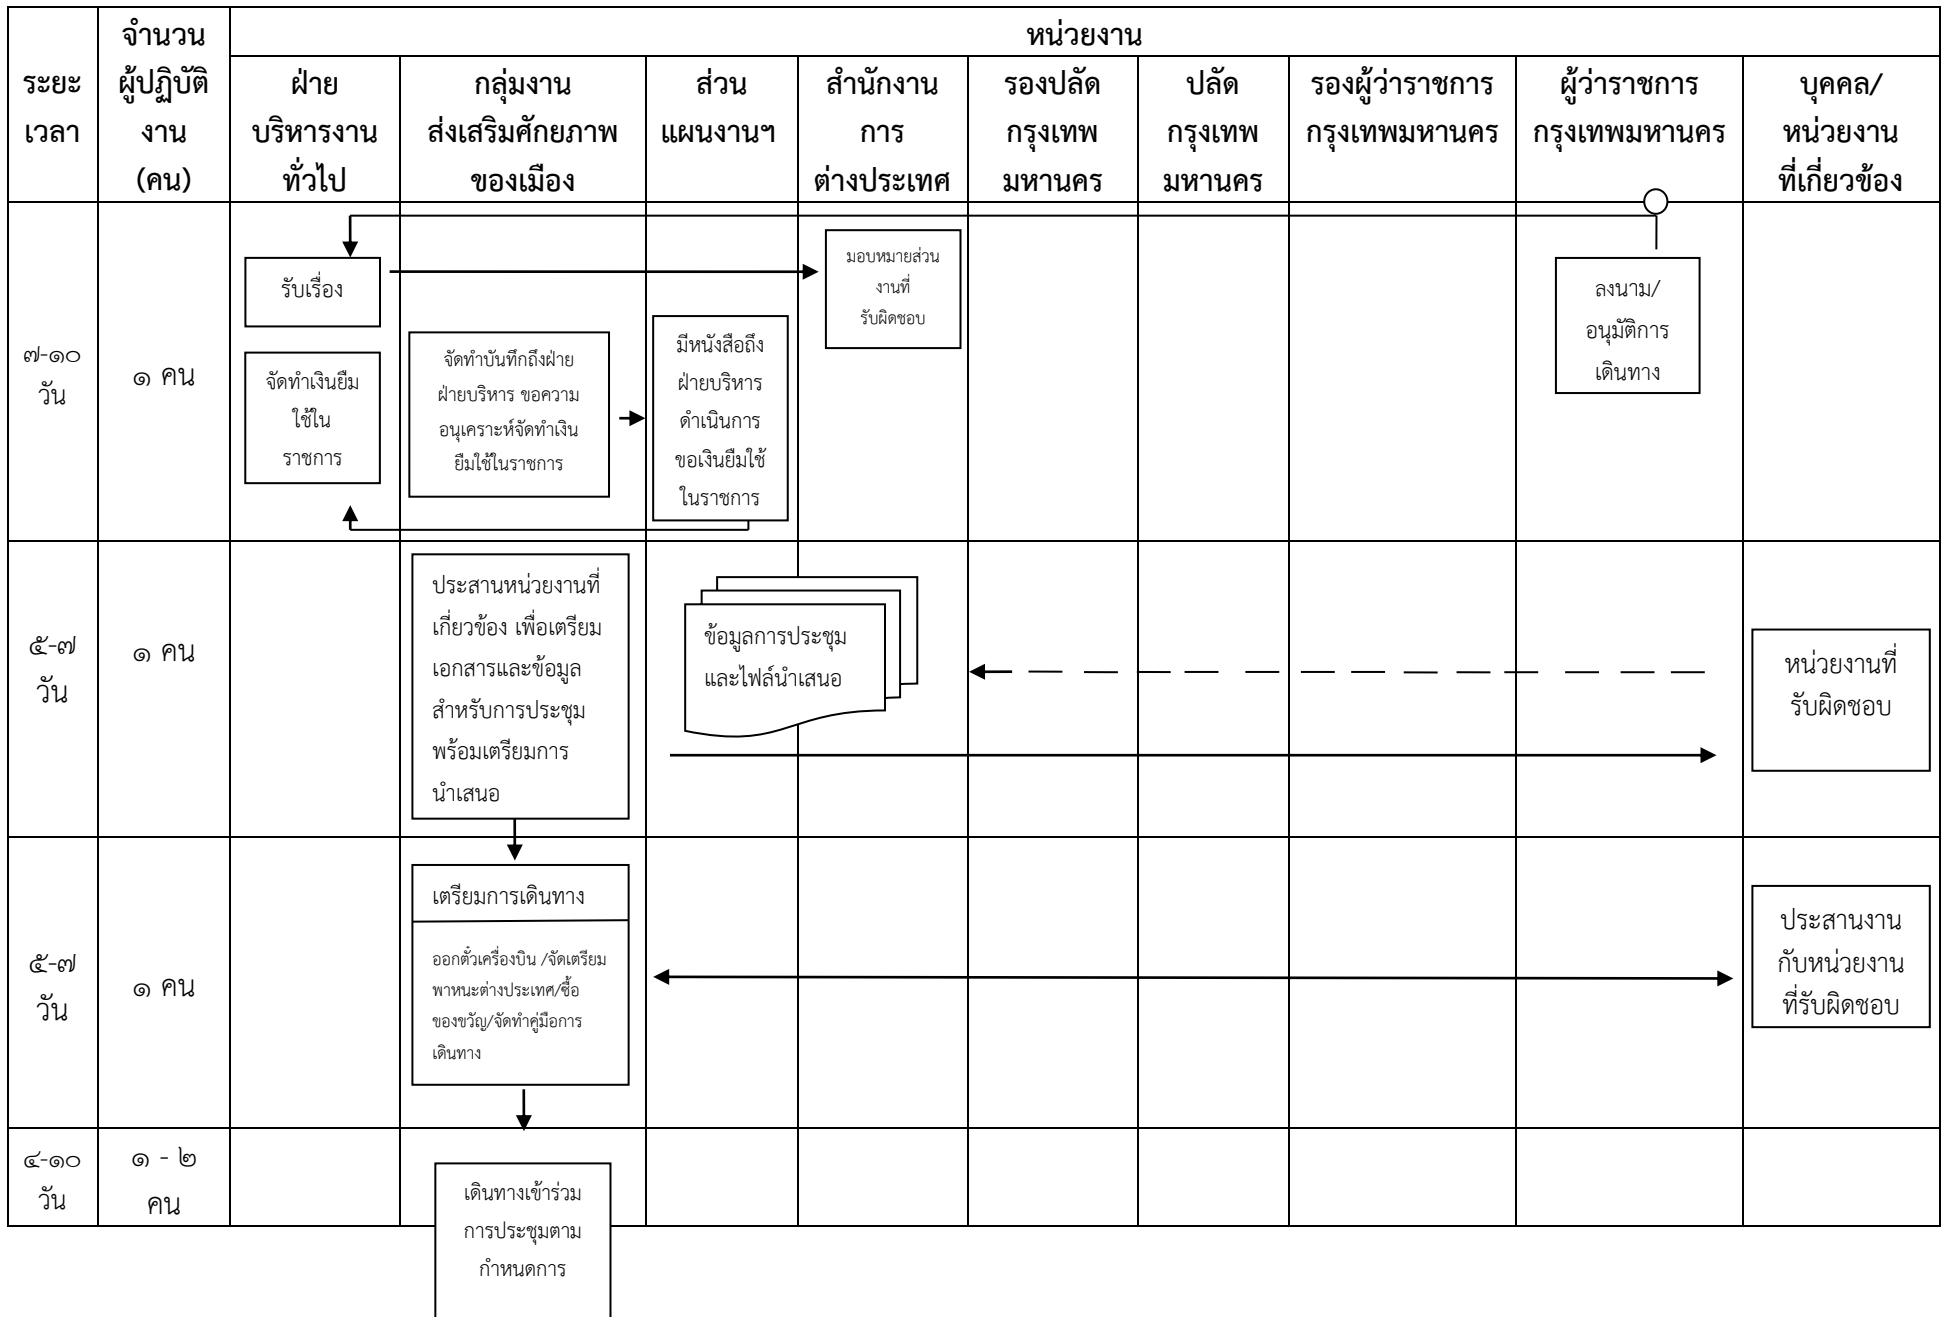 ระยะ
เวลา
จำนวน
ผู้ปฏิบัติ
งาน
(คน)
หน่วยงาน
ฝ่าย
บริหารงาน
ทั่วไป
กลุ่มงาน
ส่งเสริมศักยภาพ
ของเมือง
ส่วน
แผนงานฯ
สำนักงาน
การ
ต่างประเทศ
รองปลัด
กรุงเทพ
มหานคร
ปลัด
กรุงเทพ
มหานคร
รองผู้ว่าราชการ
กรุงเทพมหานคร
ผู้ว่าราชการ
กรุงเทพมหานคร
บุคคล/
หน่วยงาน
ที่เกี่ยวข้อง
๗-๑๐
วัน
๑ คน
รับเรื่อง
จัดทำเงินยืม
ใช้ใน
ราชการ
จัดทำบันทึกถึงฝ่าย
ฝ่ายบริหาร ขอความ
อนุเคราะห์จัดทำเงิน
ยืมใช้ในราชการ
มีหนังสือถึง
ฝ่ายบริหาร
ดำเนินการ
ขอเงินยืมใช้
ในราชการ
มอบหมายส่วน
งานที่
รับผิดชอบ
ลงนาม/
อนุมัติการ
เดินทาง
๕-๗
วัน
๑ คน
ประสานหน่วยงานที่
เกี่ยวข้อง เพื่อเตรียม
เอกสารและข้อมูล
สำหรับการประชุม
พร้อมเตรียมการ
นำเสนอ
ข้อมูลการประชุม
และไฟล์นำเสนอ
หน่วยงานที่
รับผิดชอบ
๕-๗
วัน
๑ คน
เตรียมการเดินทาง
ออกตั๋วเครื่องบิน /จัดเตรียม
พาหนะต่างประเทศ/ซื้อ
ของขวัญ/จัดทำคู่มือการ
เดินทาง
ประสานงาน
กับหน่วยงาน
ที่รับผิดชอบ
๔-๑๐
วัน
๑ - ๒
คน
เดินทางเข้าร่วม
การประชุมตาม
กำหนดการ